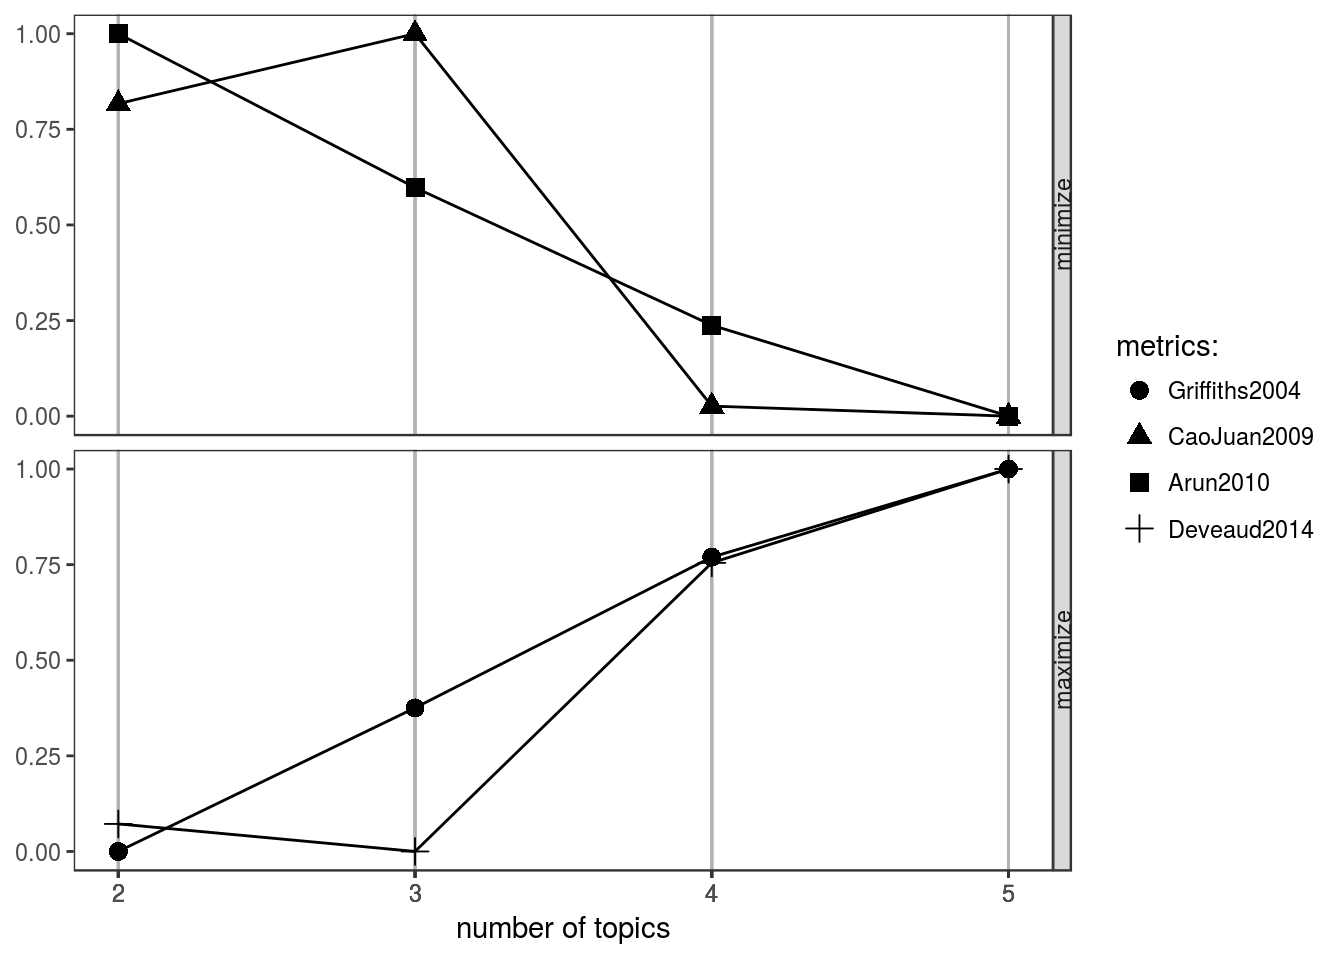 1.00
0.75
0.50
0.25
0.00
minimize
1.00
0.75
0.50
0.25
0.00
maximize
2 3 4 5
number of topics
metrics:
Griffiths2004
CaoJuan2009
Arun2010
Deveaud2014